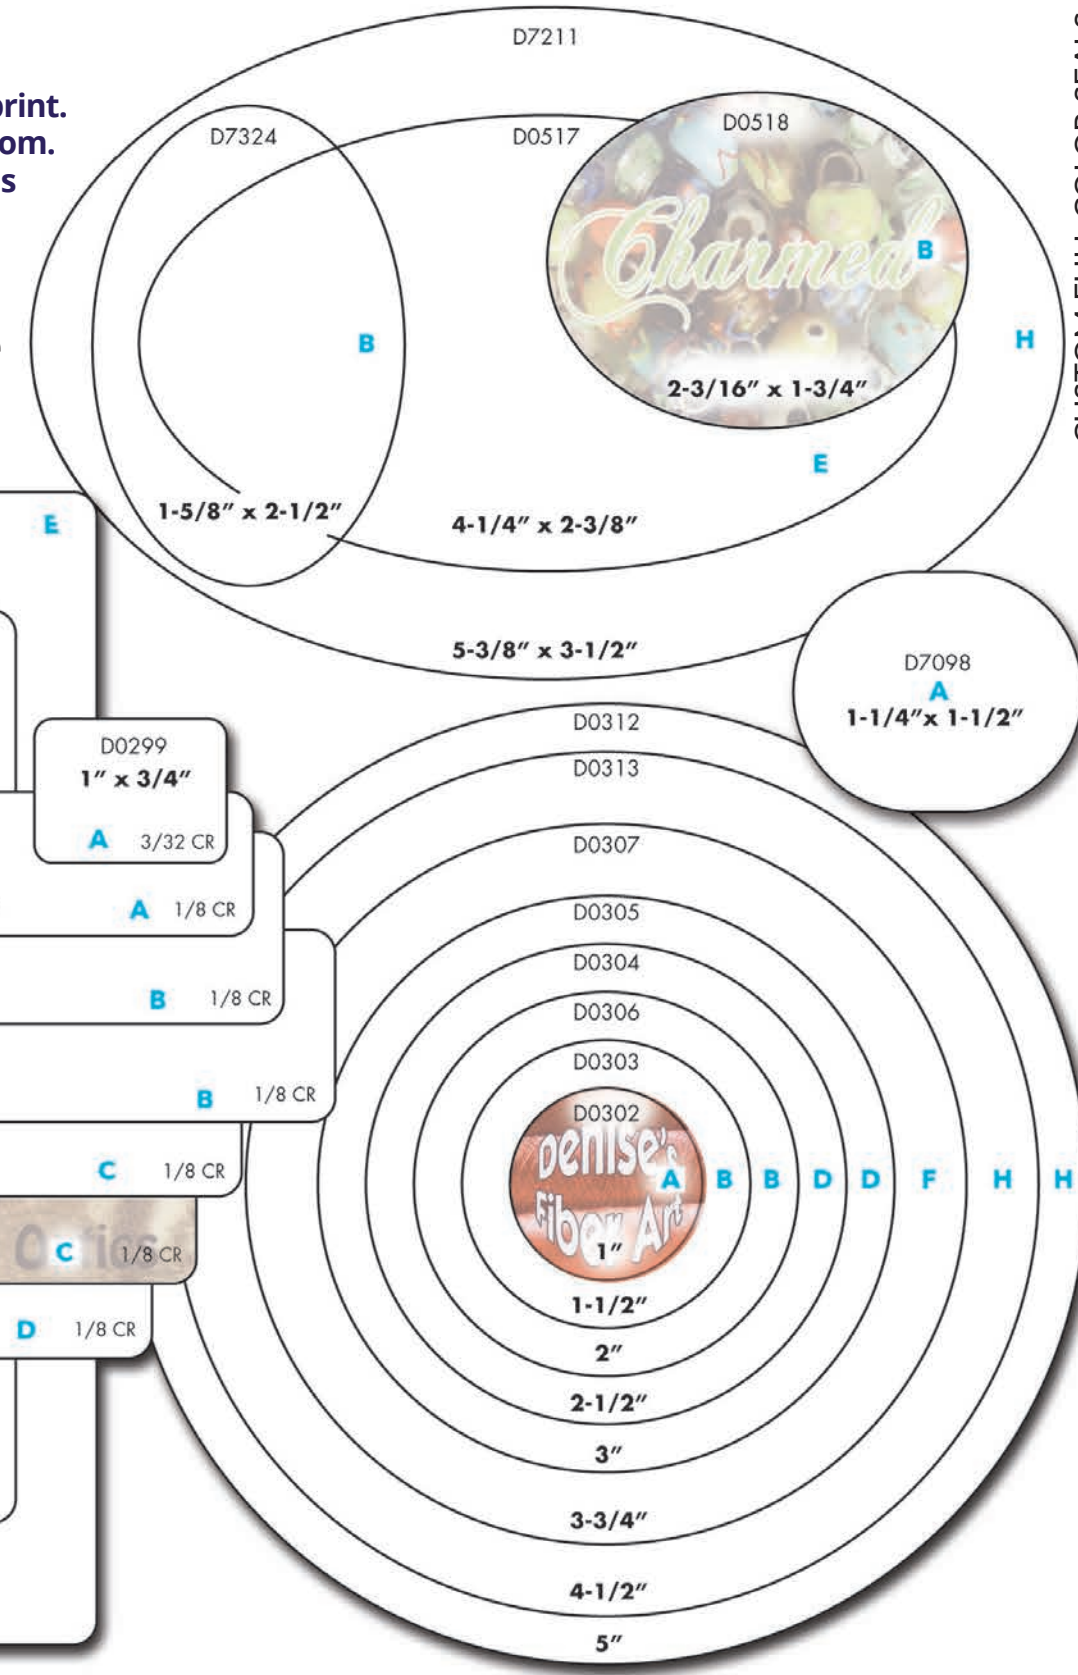 print.
om.
s
D7211
D7324
D0517
D0518
Charmed
B
B
H
2-3/16″ x 1-3/4″
E
1-5/8″ x 2-1/2″
4-1/4″ x 2-3/8″
5-3/8″ x 3-1/2″
E
D7098
A
1-1/4″x 1-1/2″
D0299
1″ x 3/4″
A 3/32 CR
A 1/8 CR
B 1/8 CR
B 1/8 CR
C 1/8 CR
Optics
C 1/8 CR
D 1/8 CR
D0312
D0313
D0307
D0305
D0304
D0306
D0303
D0302
Denise's
Fiber Art
A B B D D F H H
1″
1-1/2″
2″
2-1/2″
3″
3-3/4″
4-1/2″
5″